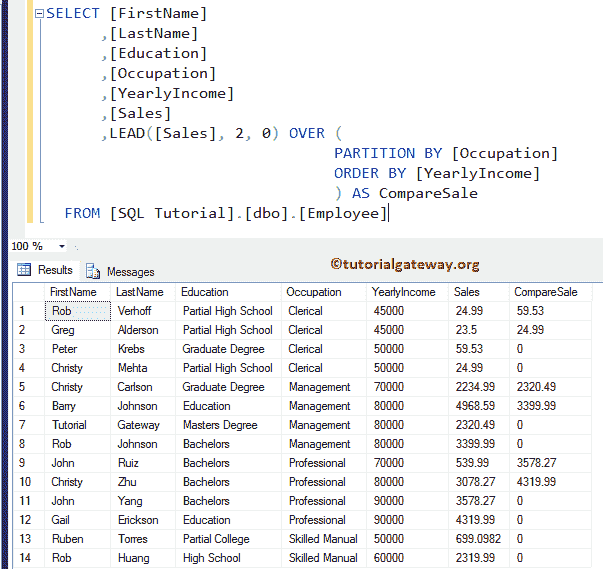 SELECT [FirstName]
,[LastName]
,[Education]
,[Occupation]
,[YearlyIncome]
,[Sales]
,LEAD([Sales], 2, 0) OVER (
PARTITION BY [Occupation]
ORDER BY [YearlyIncome]
) AS CompareSale
FROM [SQL Tutorial].[dbo].[Employee]
100 %
©tutorialgateway.org
Results Messages
FirstName LastName Education Occupation YearlyIncome Sales CompareSale
1 Rob Verhoff Partial High School Clerical 45000 24.99 59.53
2 Greg Alderson Partial High School Clerical 45000 23.5 24.99
3 Peter Krebs Graduate Degree Clerical 50000 59.53 0
4 Christy Mehta Partial High School Clerical 50000 24.99 0
5 Christy Carlson Graduate Degree Management 70000 2234.99 2320.49
6 Barry Johnson Education Management 80000 4968.59 3399.99
7 Tutorial Gateway Masters Degree Management 80000 2320.49 0
8 Rob Johnson Bachelors Management 80000 3399.99 0
9 John Ruiz Bachelors Professional 70000 539.99 3578.27
10 Christy Zhu Bachelors Professional 80000 3078.27 4319.99
11 John Yang Bachelors Professional 90000 3578.27 0
12 Gail Erickson Education Professional 90000 4319.99 0
13 Ruben Torres Partial College Skilled Manual 50000 699.0982 0
14 Rob Huang High School Skilled Manual 60000 2319.99 0